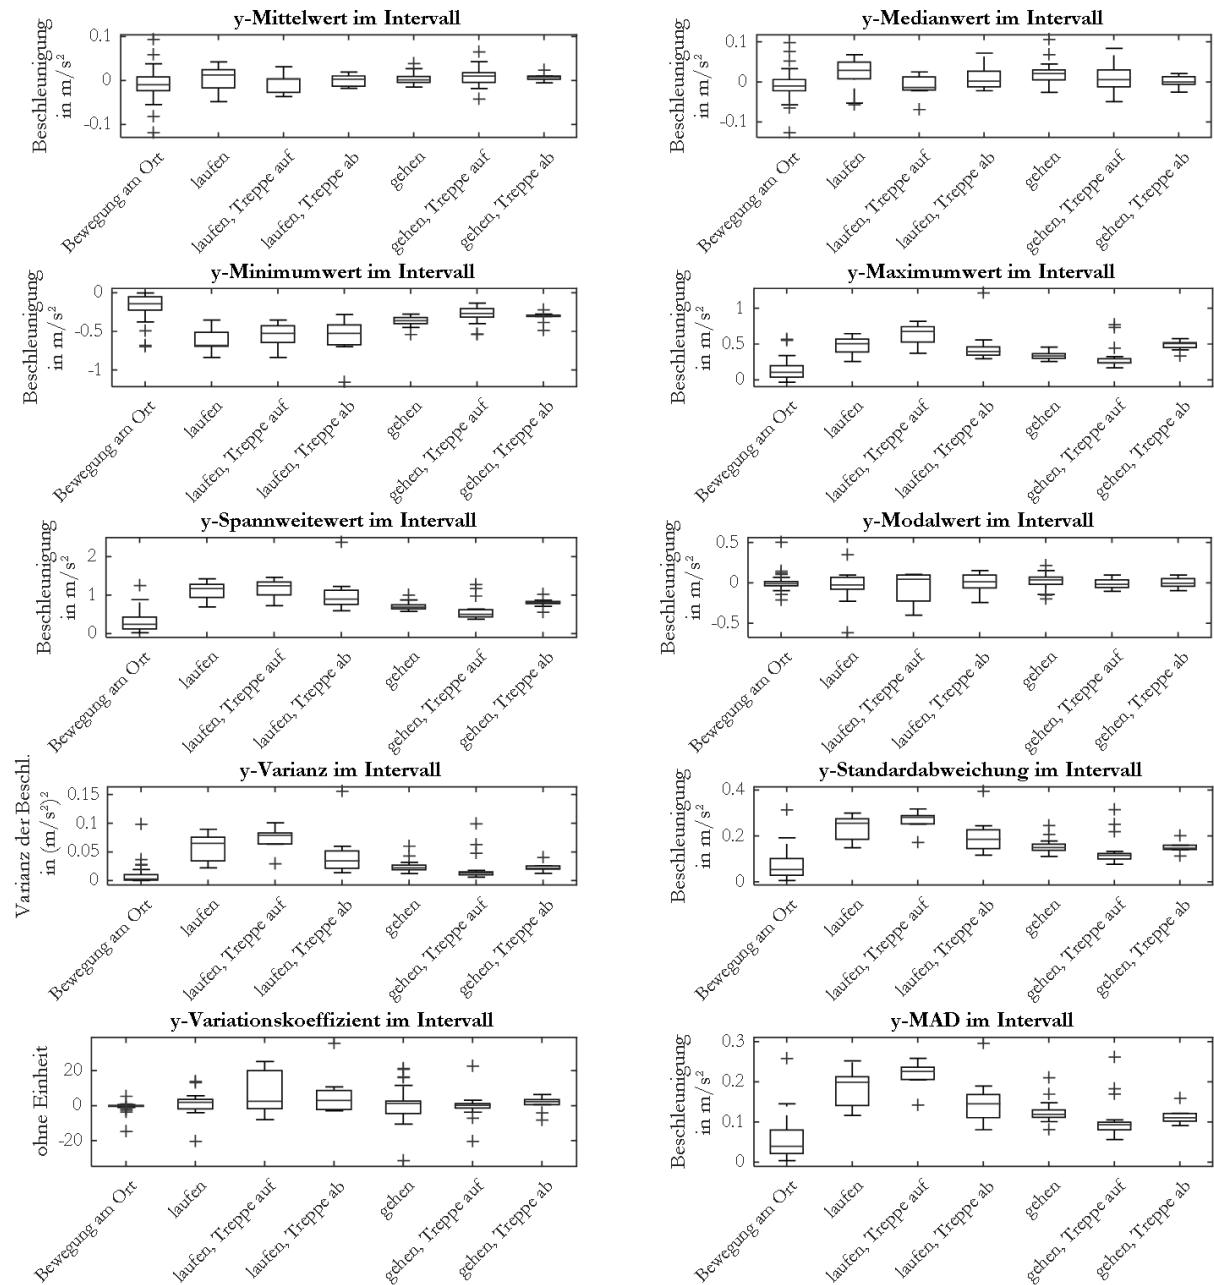 y-Mittelwert im Intervall
Beschleunigung
in m/s²
0.1
0
-0.1
Bewegung am Ort
laufen
laufen, Treppe auf
laufen, Treppe ab
gehen
gehen, Treppe auf
gehen, Treppe ab
y-Medianwert im Intervall
Beschleunigung
in m/s²
0.1
0
-0.1
Bewegung am Ort
laufen
laufen, Treppe auf
laufen, Treppe ab
gehen
gehen, Treppe auf
gehen, Treppe ab
y-Minimumwert im Intervall
Beschleunigung
in m/s²
0
-0.5
-1
Bewegung am Ort
laufen
laufen, Treppe auf
laufen, Treppe ab
gehen
gehen, Treppe auf
gehen, Treppe ab
y-Maximumwert im Intervall
Beschleunigung
in m/s²
1
0.5
0
Bewegung am Ort
laufen
laufen, Treppe auf
laufen, Treppe ab
gehen
gehen, Treppe auf
gehen, Treppe ab
y-Spannweitewert im Intervall
Beschleunigung
in m/s²
2
1
0
Bewegung am Ort
laufen
laufen, Treppe auf
laufen, Treppe ab
gehen
gehen, Treppe auf
gehen, Treppe ab
y-Modalwert im Intervall
Beschleunigung
in m/s²
0.5
0
-0.5
Bewegung am Ort
laufen
laufen, Treppe auf
laufen, Treppe ab
gehen
gehen, Treppe auf
gehen, Treppe ab
y-Varianz im Intervall
Varianz der Beschl.
in (m/s²)²
0.15
0.1
0.05
0
Bewegung am Ort
laufen
laufen, Treppe auf
laufen, Treppe ab
gehen
gehen, Treppe auf
gehen, Treppe ab
y-Standardabweichung im Intervall
Beschleunigung
in m/s²
0.4
0.2
0
Bewegung am Ort
laufen
laufen, Treppe auf
laufen, Treppe ab
gehen
gehen, Treppe auf
gehen, Treppe ab
y-Variationskoeffizient im Intervall
ohne Einheit
20
0
-20
Bewegung am Ort
laufen
laufen, Treppe auf
laufen, Treppe ab
gehen
gehen, Treppe auf
gehen, Treppe ab
y-MAD im Intervall
Beschleunigung
in m/s²
0.3
0.2
0.1
0
Bewegung am Ort
laufen
laufen, Treppe auf
laufen, Treppe ab
gehen
gehen, Treppe auf
gehen, Treppe ab